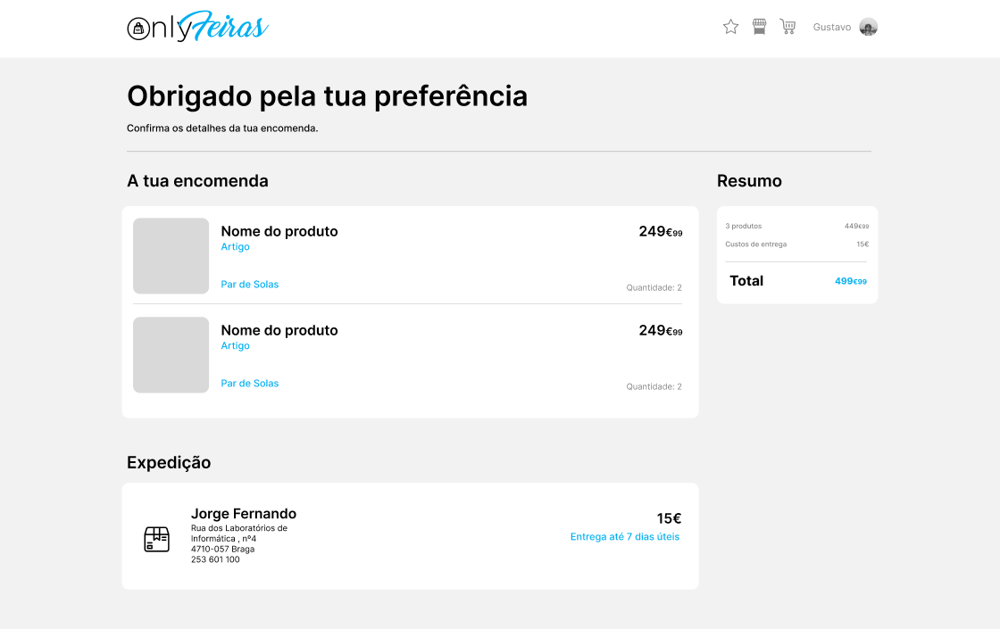 OnlyFeiras
Gustavo
Obrigado pela tua preferência
Confirma os detalhes da tua encomenda.
A tua encomenda
Nome do produto
249€99
Artigo
Par de Solas
Quantidade: 2
Nome do produto
249€99
Artigo
Par de Solas
Quantidade: 2
Resumo
3 produtos 449€99
Custos de entrega 15€
Total 499€99
Expedição
Jorge Fernando
Rua dos Laboratórios de
Informática , nº4
4710-057 Braga
253 601 100
15€
Entrega até 7 dias úteis